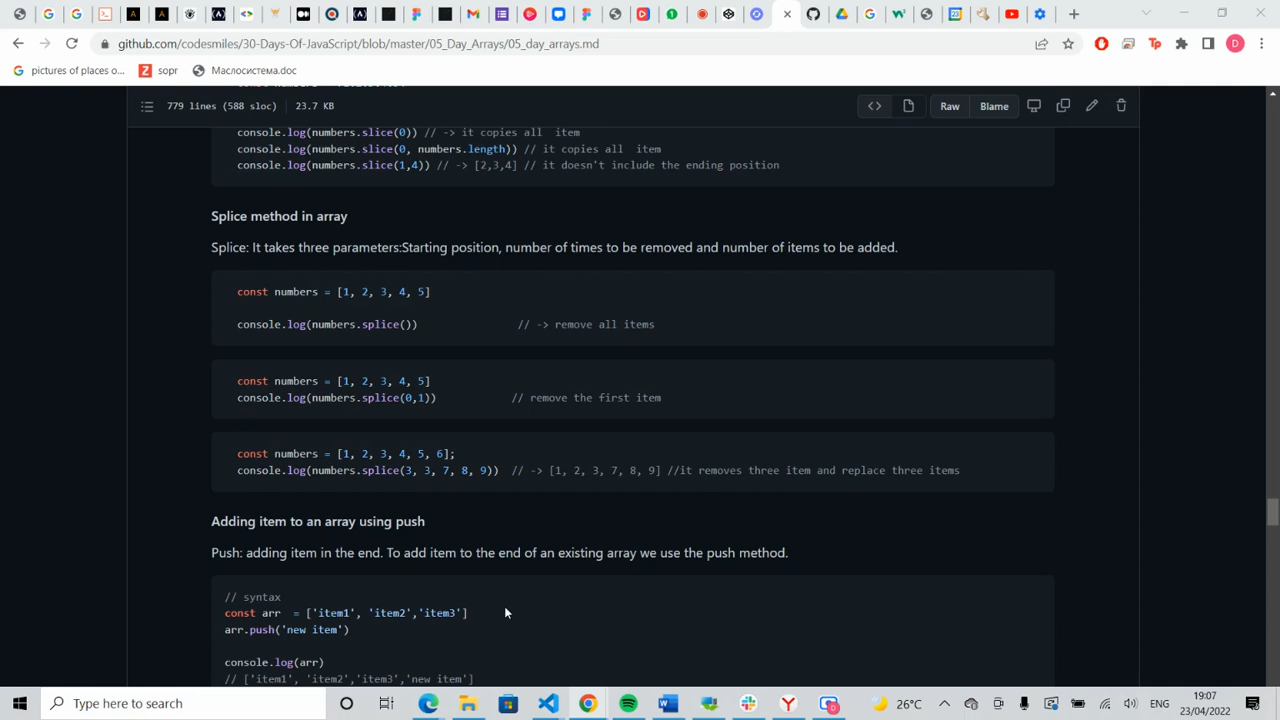 github.com/codesmiles/30-Days-Of-JavaScript/blob/master/05_Day_Arrays/05_day_arrays.md
pictures of places o... sopr Маслосистема.doc
779 lines (588 sloc) 23.7 KB Raw Blame
console.log(numbers.slice(0)) // -> it copies all  item
console.log(numbers.slice(0, numbers.length)) // it copies all  item
console.log(numbers.slice(1,4)) // -> [2,3,4] // it doesn't include the ending position
Splice method in array
Splice: It takes three parameters:Starting position, number of times to be removed and number of items to be added.
const numbers = [1, 2, 3, 4, 5]
console.log(numbers.splice()) // -> remove all items
const numbers = [1, 2, 3, 4, 5]
console.log(numbers.splice(0,1)) // remove the first item
const numbers = [1, 2, 3, 4, 5, 6];
console.log(numbers.splice(3, 3, 7, 8, 9)) // -> [1, 2, 3, 7, 8, 9] //it removes three item and replace three items
Adding item to an array using push
Push: adding item in the end. To add item to the end of an existing array we use the push method.
// syntax
const arr  = ['item1', 'item2','item3']
arr.push('new item')
console.log(arr)
// ['item1', 'item2','item3','new item']
Type here to search 26°C ENG 19:07
23/04/2022